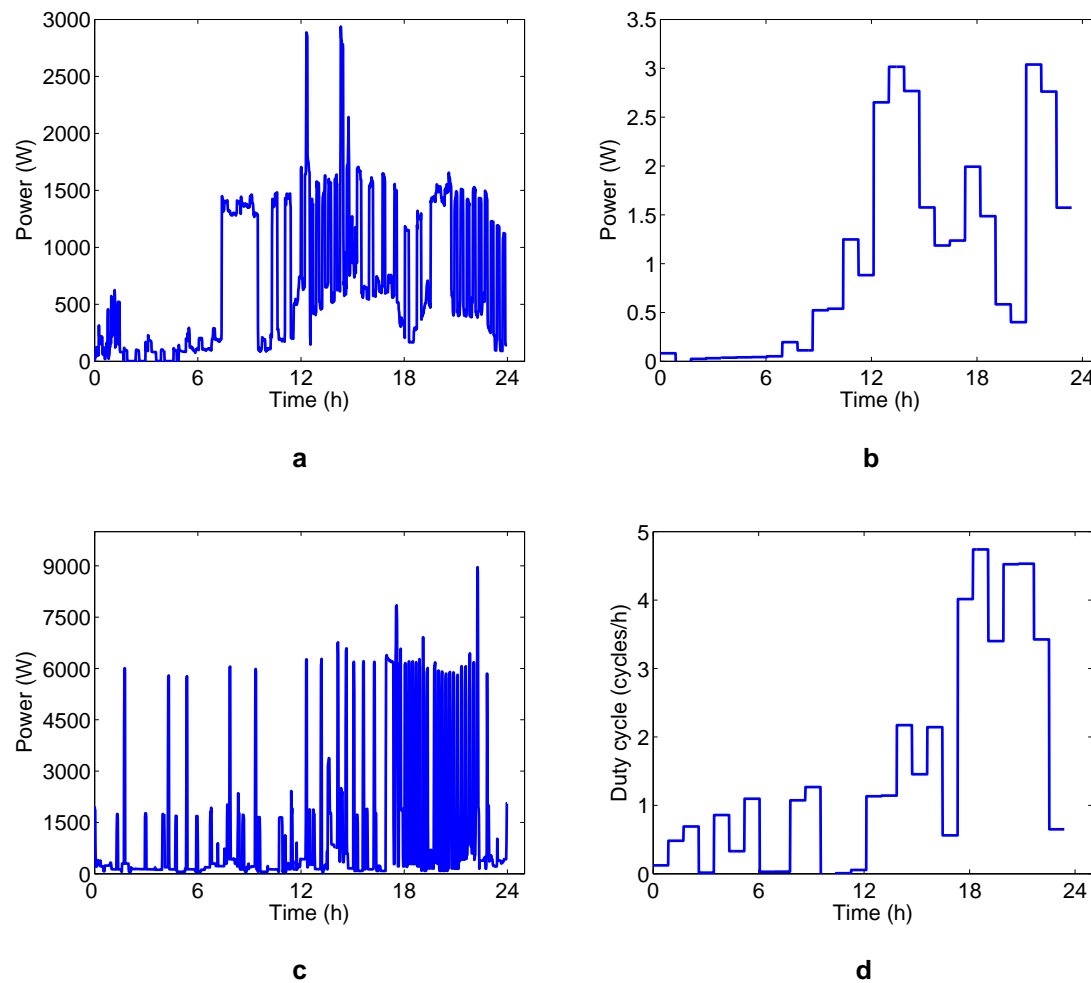 3000
2500
2000
1500
1000
500
0
Power (W)
0 6 12 18 24
Time (h)
a
3.5
3
2.5
2
1.5
1
0.5
0
Power (W)
0 6 12 18 24
Time (h)
b
9000
7500
6000
4500
3000
1500
0
Power (W)
0 6 12 18 24
Time (h)
c
5
4
3
2
1
0
Duty cycle (cycles/h)
0 6 12 18 24
Time (h)
d